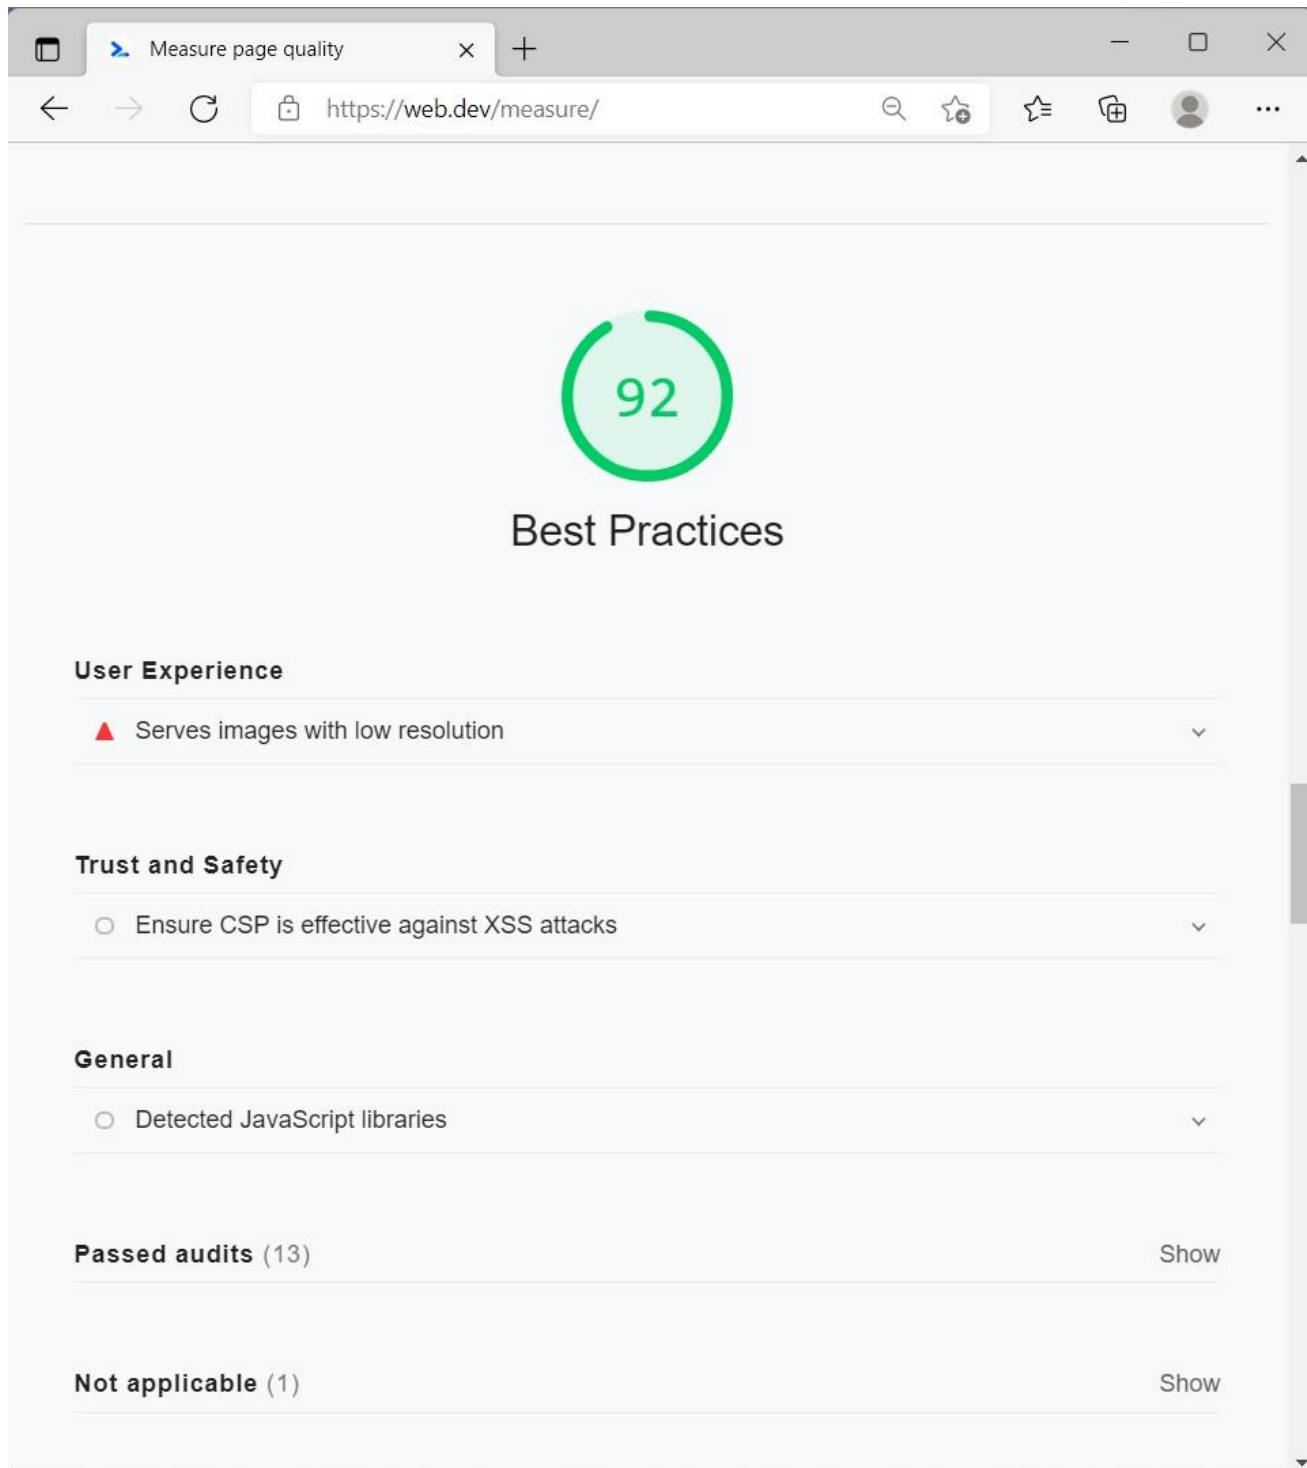 Measure page quality
https://web.dev/measure/
92
Best Practices
User Experience
Serves images with low resolution
Trust and Safety
Ensure CSP is effective against XSS attacks
General
Detected JavaScript libraries
Passed audits (13) Show
Not applicable (1) Show